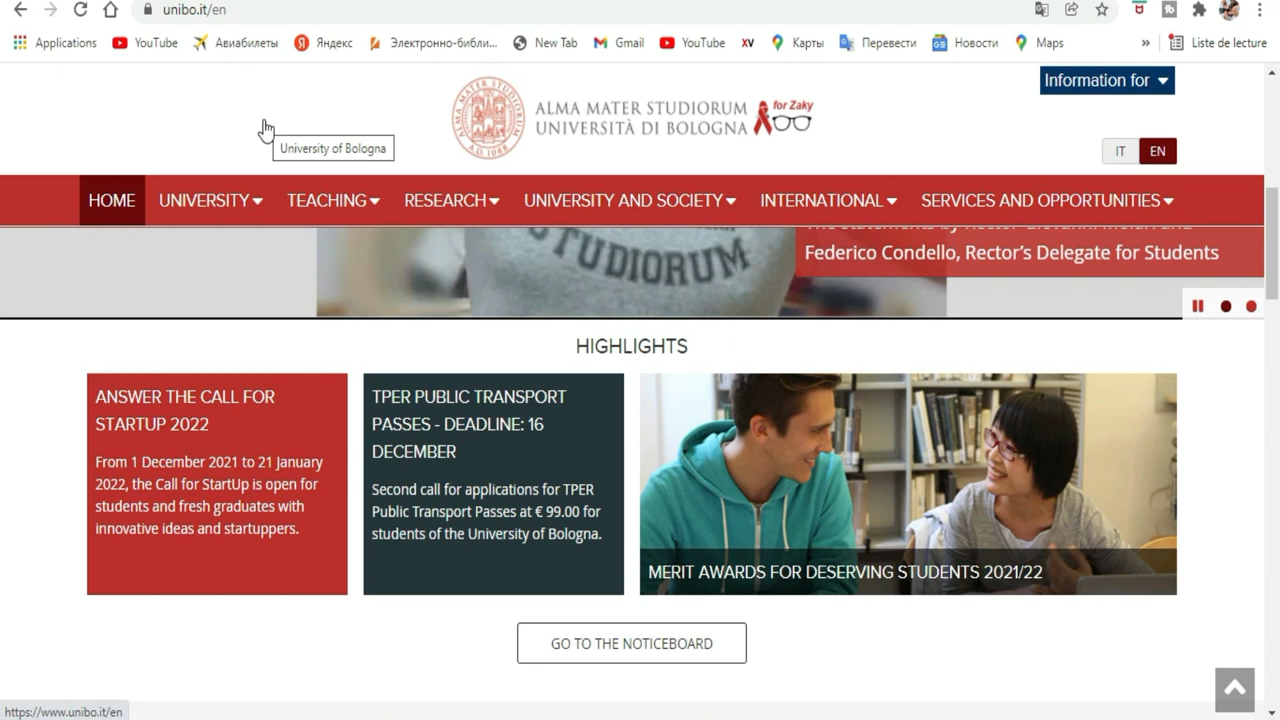 unibo.it/en
Applications YouTube Авиабилеты Яндекс Электронно-библи... New Tab Gmail YouTube XV Карты Перевести Новости Maps » Liste de lecture
Information for
ALMA MATER STUDIORUM
UNIVERSITÀ DI BOLOGNA
for Zaky
ALMA MATER STUDIORUM
A.D. 1088
University of Bologna
IT EN
HOME UNIVERSITY TEACHING RESEARCH UNIVERSITY AND SOCIETY INTERNATIONAL SERVICES AND OPPORTUNITIES
STUDIORUM
Federico Condello, Rector's Delegate for Students
HIGHLIGHTS
ANSWER THE CALL FOR
STARTUP 2022
From 1 December 2021 to 21 January
2022, the Call for StartUp is open for
students and fresh graduates with
innovative ideas and startuppers.
TPER PUBLIC TRANSPORT
PASSES - DEADLINE: 16
DECEMBER
Second call for applications for TPER
Public Transport Passes at € 99.00 for
students of the University of Bologna.
MERIT AWARDS FOR DESERVING STUDENTS 2021/22
GO TO THE NOTICEBOARD
https://www.unibo.it/en